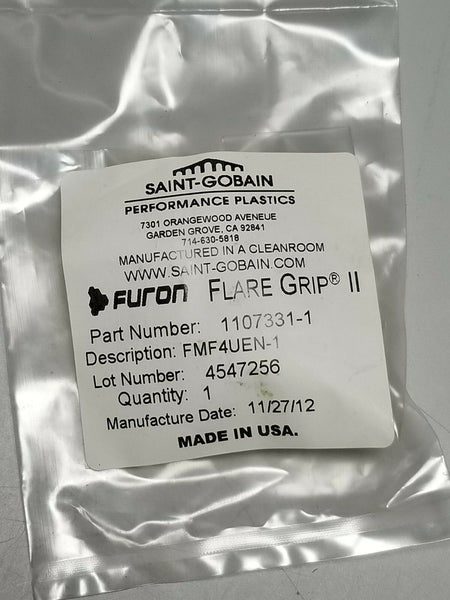 SAINT-GOBAIN
PERFORMANCE PLASTICS
7301 ORANGEWOOD AVENEUE
GARDEN GROVE, CA 92841
714-630-5818
MANUFACTURED IN A CLEANROOM
WWW.SAINT-GOBAIN.COM
FURON FLARE GRIP® II
Part Number: 1107331-1
Description: FMF4UEN-1
Lot Number: 4547256
Quantity: 1
Manufacture Date: 11/27/12
MADE IN USA.